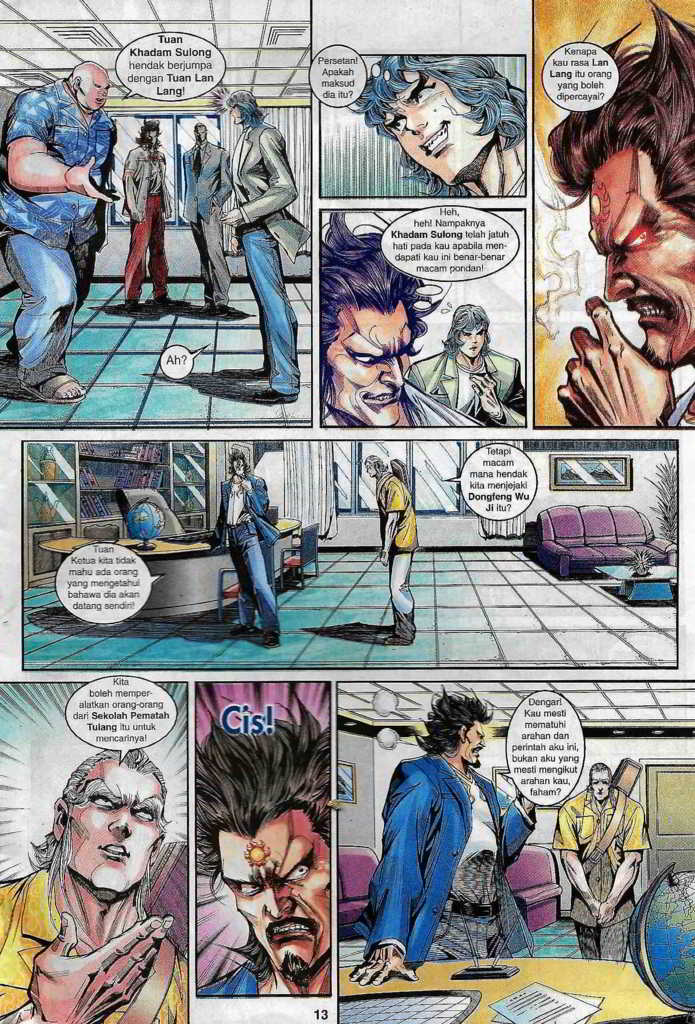 Tuan
Khadam Sulong
hendak berjumpa
dengan Tuan Lan
Lang!
Ah?
Persetan!
Apakah
maksud
dia itu?
Heh,
heh! Nampaknya
Khadam Sulong telah jatuh
hati pada kau apabila men-
dapati kau ini benar-benar
macam pondan!
Kenapa
kau rasa Lan
Lang itu orang
yang boleh
dipercayai?
Tetapi
macam
mana hendak
kita menjejaki
Dongfeng Wu
Ji itu?
Tuan
Ketua kita tidak
mahu ada orang
yang mengetahui
bahawa dia akan
datang sendiri!
Kita
boleh memper-
alatkan orang-orang
dari Sekolah Pematah
Tulang itu untuk
mencarinya!
Cis!
Dengar!
Kau mesti
mematuhi
arahan dan
perintah aku ini,
bukan aku yang
mesti mengikut
arahan kau,
faham?
13